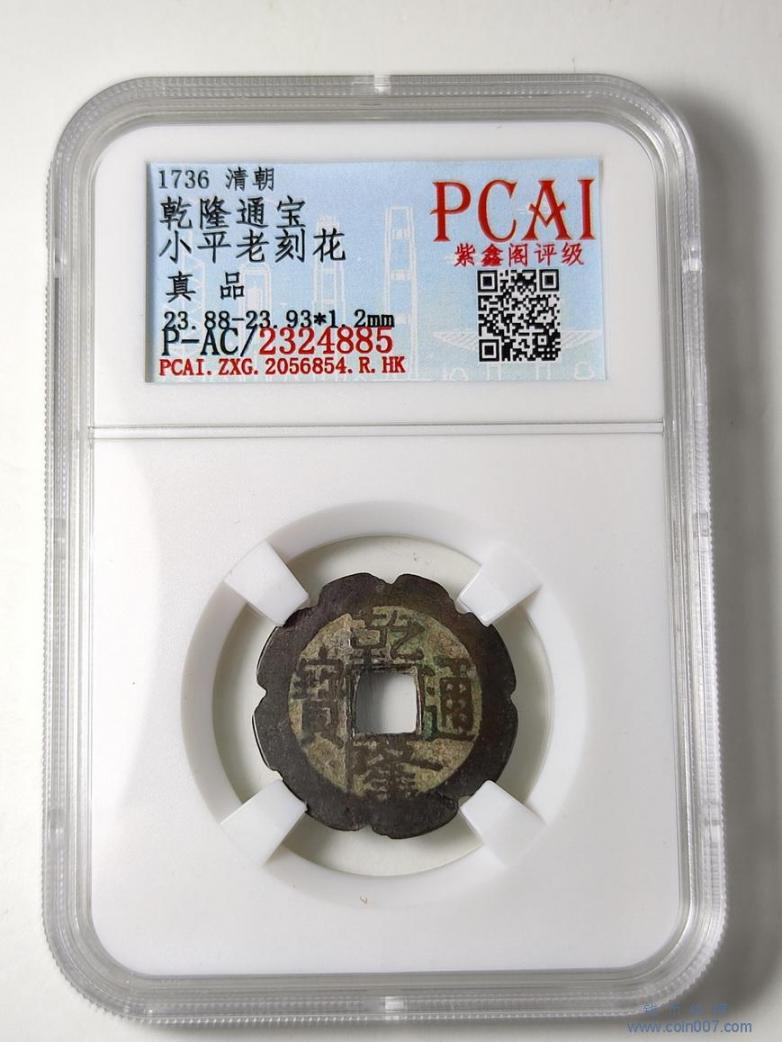 1736 清朝
乾隆通宝
小平老刻花
真 品
23.88-23.93*1.2mm
P-AC/2324885
PCAI.ZXG.2056854.R.HK
PCAI
紫鑫阁评级
乾
隆
通
寳
www.coin007.com